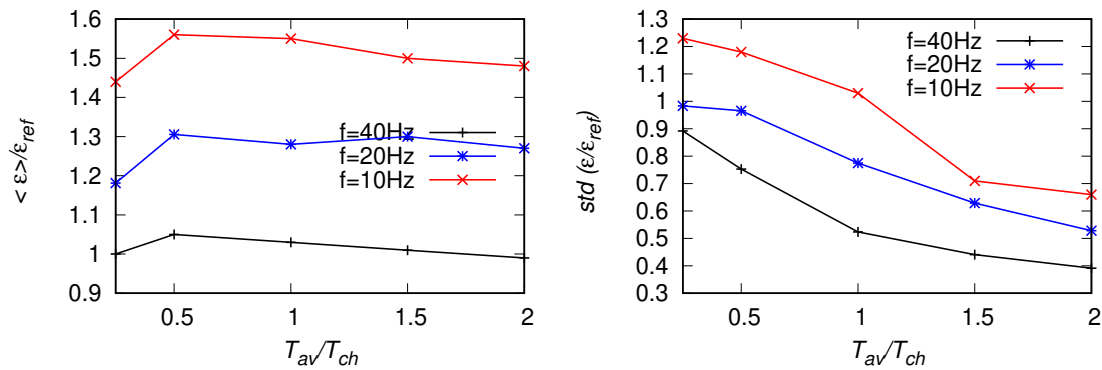 1.6
1.5
1.4
1.3
1.2
1.1
1
0.9
< ε>/ε_ref
f=40Hz
f=20Hz
f=10Hz
0.5 1 1.5 2
T_av/T_ch
1.3
1.2
1.1
1
0.9
0.8
0.7
0.6
0.5
0.4
0.3
std (ε/ε_ref)
f=40Hz
f=20Hz
f=10Hz
0.5 1 1.5 2
T_av/T_ch